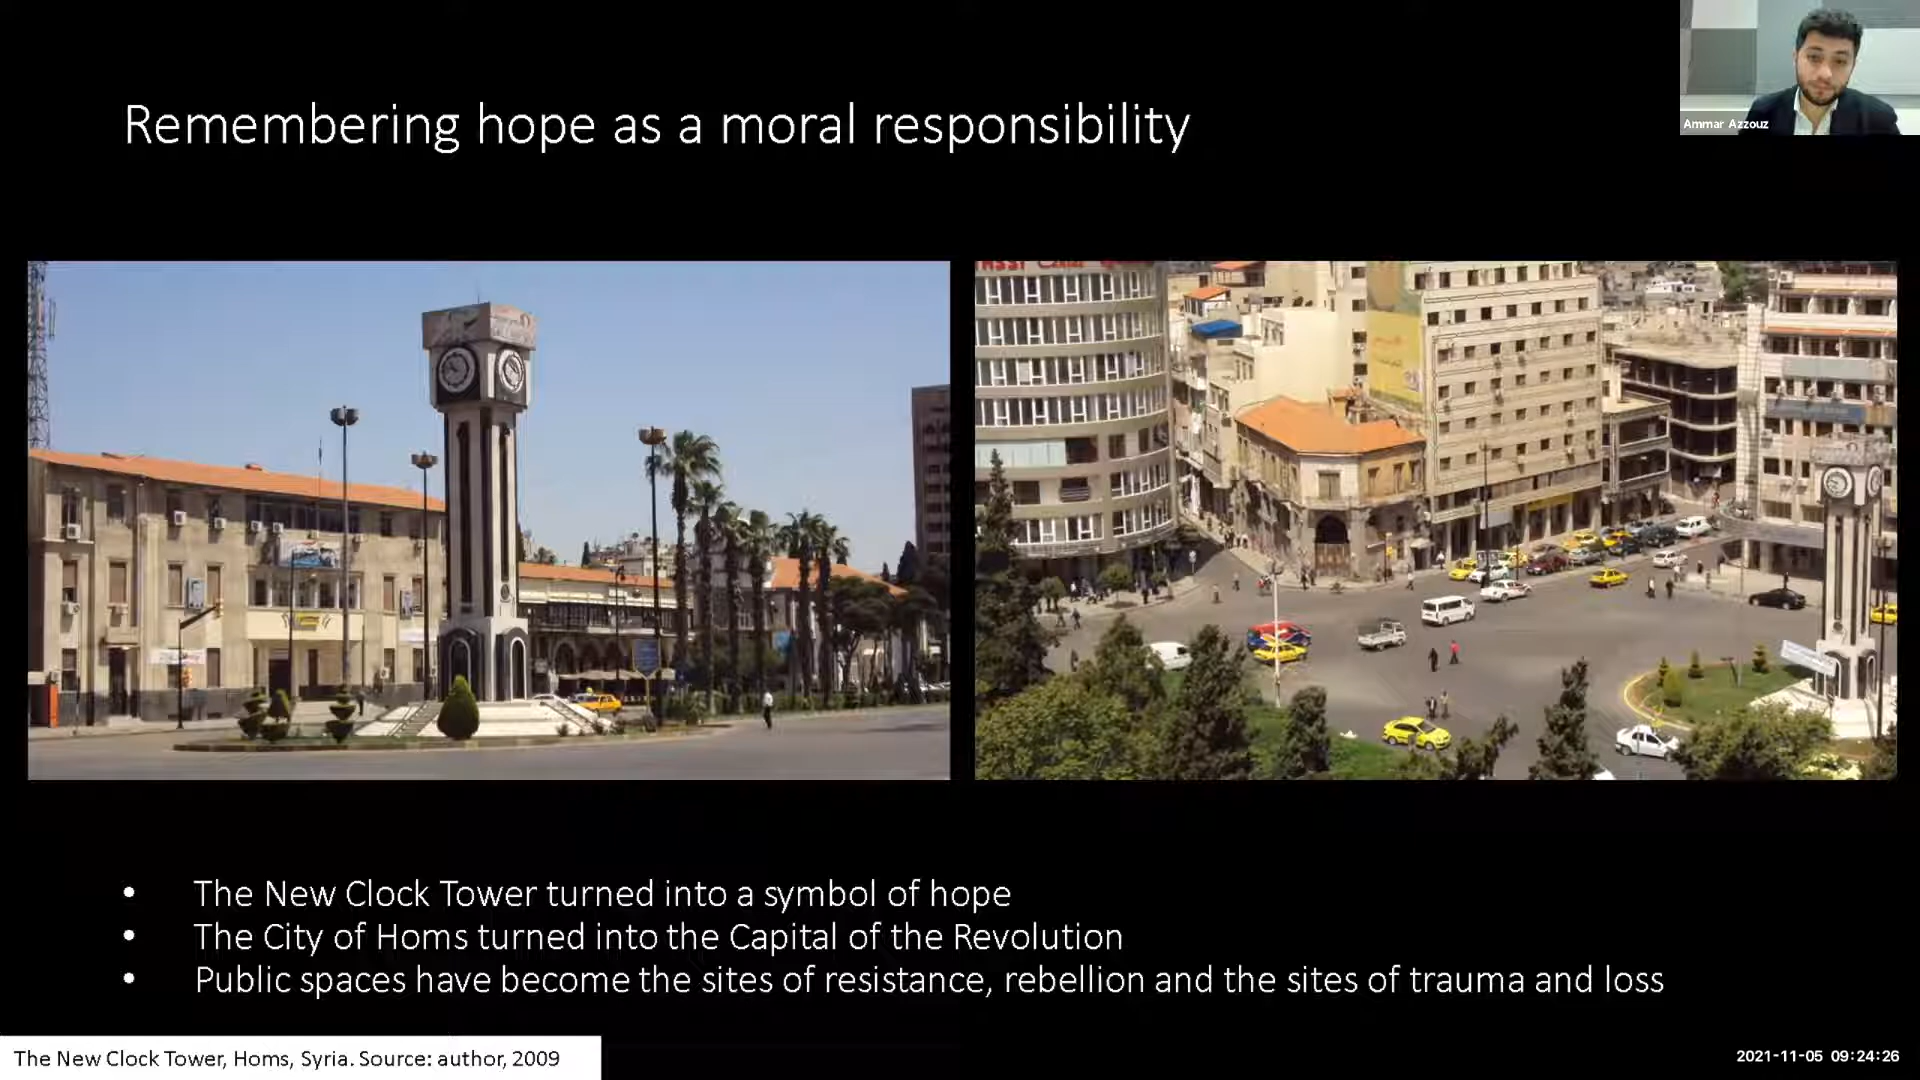 Ammar Azzouz
Remembering hope as a moral responsibility
• The New Clock Tower turned into a symbol of hope
• The City of Homs turned into the Capital of the Revolution
• Public spaces have become the sites of resistance, rebellion and the sites of trauma and loss
The New Clock Tower, Homs, Syria. Source: author, 2009
2021-11-05 09:24:26